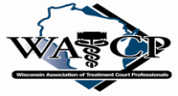 WATCP
Wisconsin Association of Treatment Court Professionals